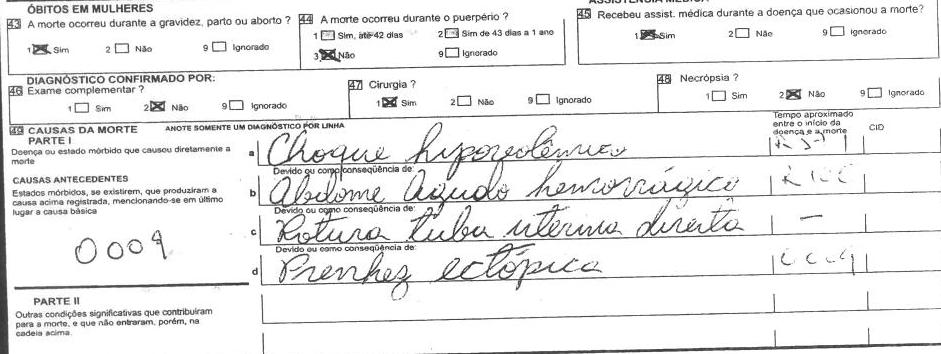 ÓBITOS EM MULHERES
43 A morte ocorreu durante a gravidez, parto ou aborto ?
1 Sim 2 Não 9 Ignorado
44 A morte ocorreu durante o puerpério ?
1 Sim, até 42 dias 2 Sim de 43 dias a 1 ano
3 Não 9 Ignorado
ASSISTÊNCIA MÉDICA
45 Recebeu assist. médica durante a doença que ocasionou a morte?
1 Sim 2 Não 9 Ignorado
DIAGNÓSTICO CONFIRMADO POR:
46 Exame complementar ?
1 Sim 2 Não 9 Ignorado
47 Cirurgia ?
1 Sim 2 Não 9 Ignorado
48 Necrópsia ?
1 Sim 2 Não 9 Ignorado
49 CAUSAS DA MORTE ANOTE SOMENTE UM DIAGNÓSTICO POR LINHA
PARTE I
Doença ou estado mórbido que causou diretamente a
morte
Tempo aproximado
entre o início da
doença e a morte
CID
a Choque hipovolêmico
CAUSAS ANTECEDENTES
Estados mórbidos, se existirem, que produziram a
causa acima registrada, mencionando-se em último
lugar a causa básica
0009
Devido ou como conseqüência de:
b Abdome Agudo hemorrágico
Devido ou como conseqüência de:
c Rotura tuba uterina direita –
Devido ou como conseqüência de:
d Prenhez ectópica
PARTE II
Outras condições significativas que contribuíram
para a morte, e que não entraram, porém, na
cadeia acima.